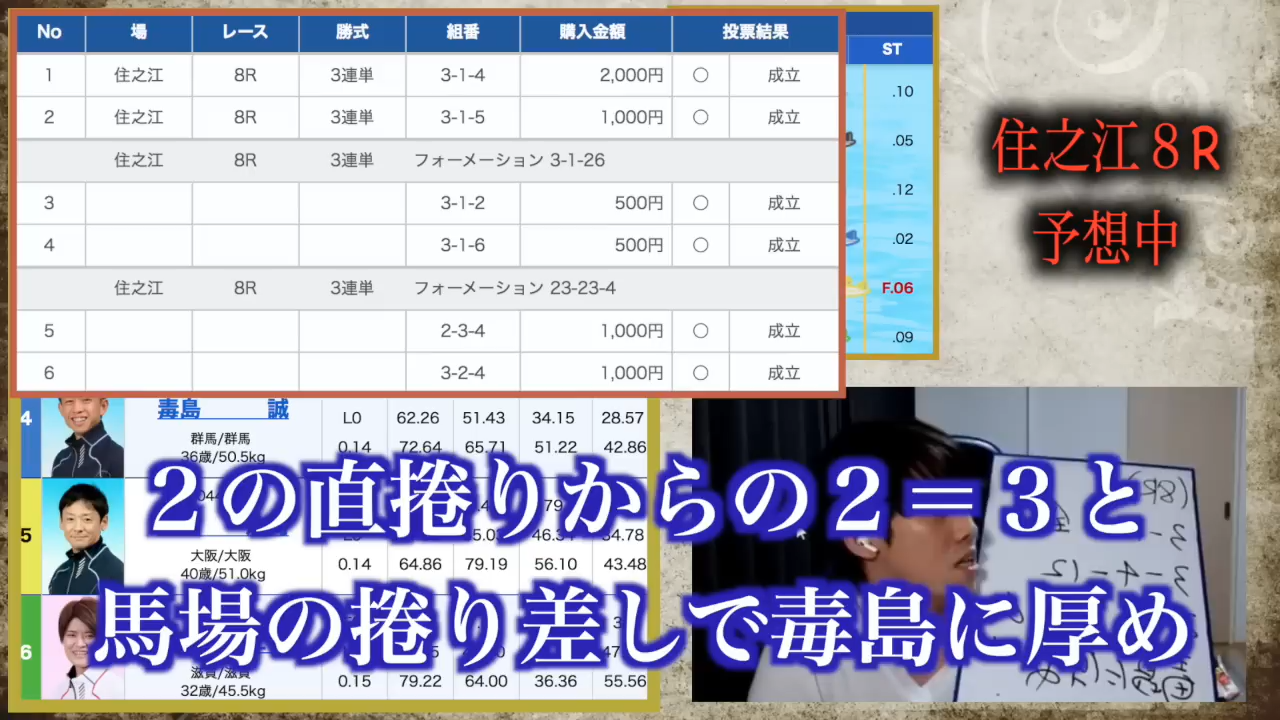 No 場 レース 勝式 組番 購入金額 投票結果
1 住之江 8R 3連単 3-1-4 2,000円 ○ 成立
2 住之江 8R 3連単 3-1-5 1,000円 ○ 成立
住之江 8R 3連単 フォーメーション 3-1-26
3 3-1-2 500円 ○ 成立
4 3-1-6 500円 ○ 成立
住之江 8R 3連単 フォーメーション 23-23-4
5 2-3-4 1,000円 ○ 成立
6 3-2-4 1,000円 ○ 成立
ST
.10
.05
.12
.02
F.06
.09
住之江8R
予想中
4 毒島 誠 L0 62.26 51.43 34.15 28.57
群馬/群馬
36歳/50.5kg 0.14 72.64 65.71 51.22 42.86
2の直捲りからの2=3と
5
大阪/大阪
40歳/51.0kg 0.14 64.86 79.19 56.10 43.48
馬場の捲り差しで毒島に厚め
6
滋賀/滋賀
32歳/45.5kg 0.15 79.22 64.00 36.36 55.56